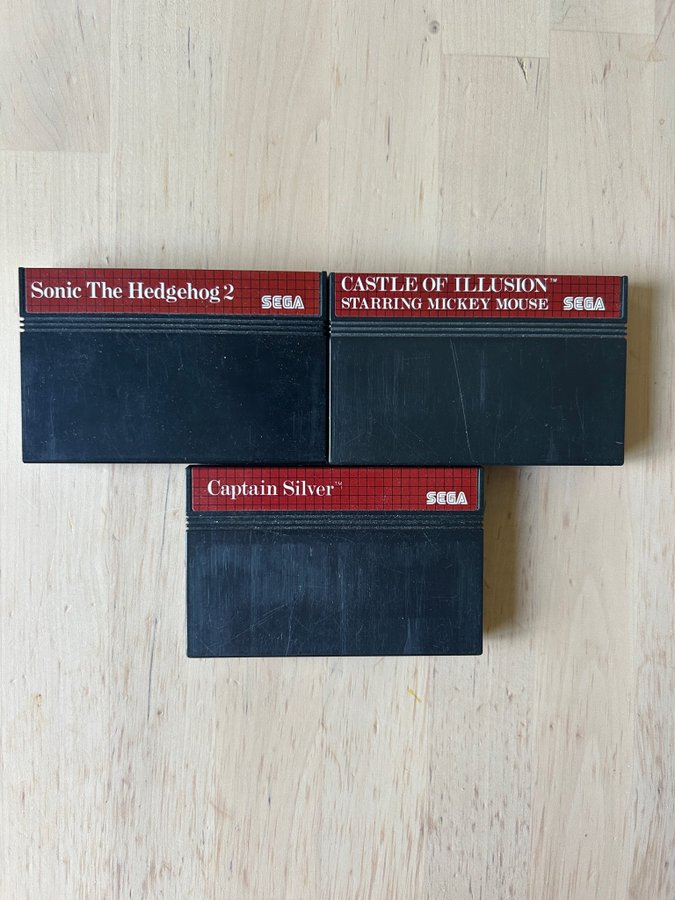 Sonic The Hedgehog 2
SEGA
CASTLE OF ILLUSION™
STARRING MICKEY MOUSE
SEGA
Captain Silver™
SEGA